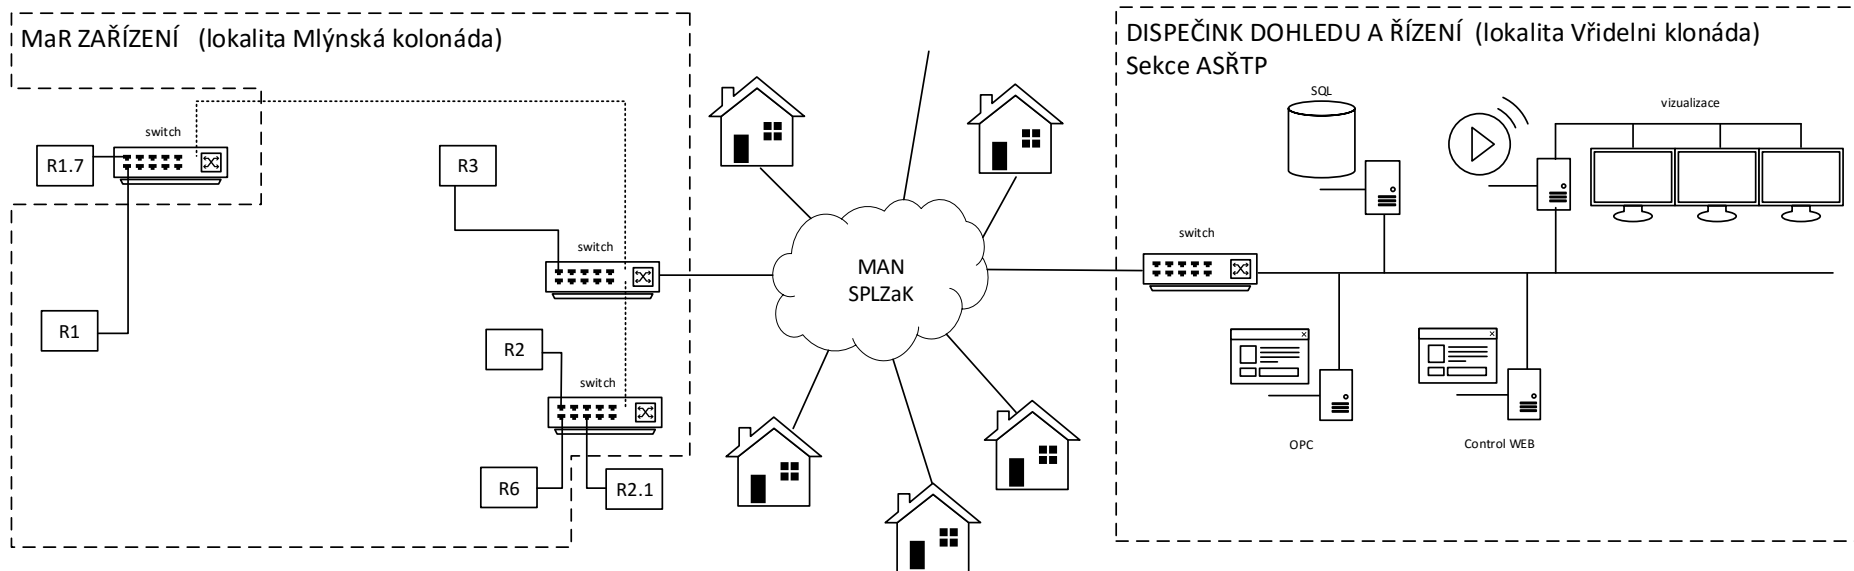 MaR ZAŘÍZENÍ (lokalita Mlýnská kolonáda)
switch
R1.7
R3
switch
R1
R2
switch
R6
R2.1
MAN
SPLZaK
DISPEČINK DOHLEDU A ŘÍZENÍ (lokalita Vřidelni klonáda)
Sekce ASŘTP
SQL
vizualizace
switch
OPC
Control WEB